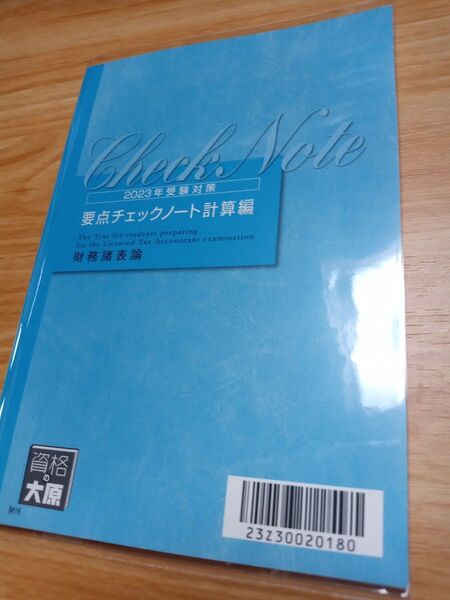 Check Note
2023年受験対策
要点チェックノート計算編
The Text for students preparing
for the Licensed Tax Accountant examination
財務諸表論
資格
の
大原
23Z30020180